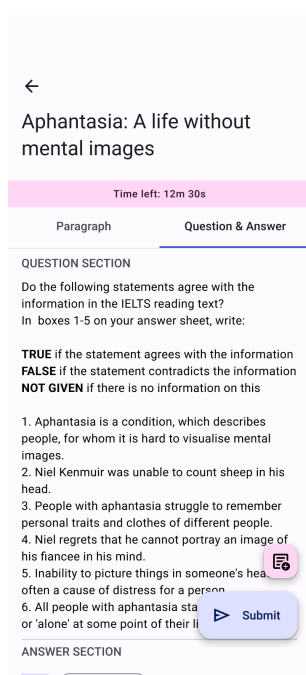 Aphantasia: A life without
mental images
Time left: 12m 30s
Paragraph
Question & Answer
QUESTION SECTION
Do the following statements agree with the
information in the IELTS reading text?
In boxes 1-5 on your answer sheet, write:
TRUE if the statement agrees with the information
FALSE if the statement contradicts the information
NOT GIVEN if there is no information on this
1. Aphantasia is a condition, which describes
people, for whom it is hard to visualise mental
images.
2. Niel Kenmuir was unable to count sheep in his
head.
3. People with aphantasia struggle to remember
personal traits and clothes of different people.
4. Niel regrets that he cannot portray an image of
his fiancee in his mind.
5. Inability to picture things in someone's
often a cause of distress for a person
6. All people with aphantasia
or 'alone' at some point of their
Submit
ANSWER SECTION